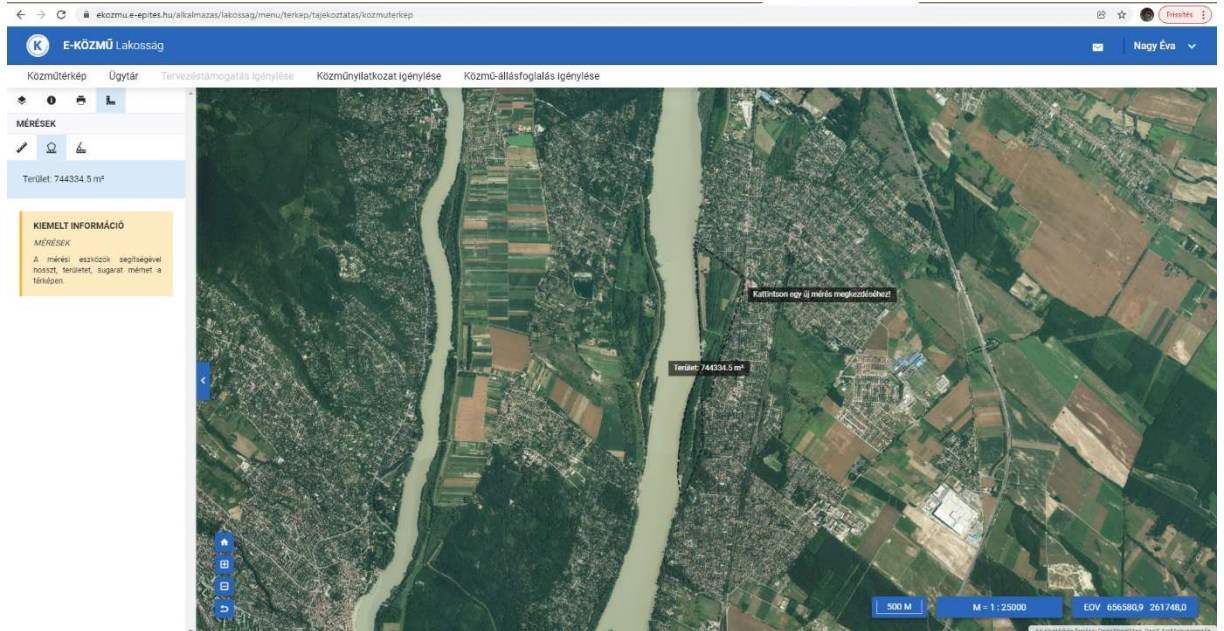 ekozmu.e-epites.hu/alkalmazas/lakossag/menu/terkep/tajekoztatas/kozmuterkep
Frissítés
K E-KÖZMŰ Lakosság
Nagy Éva
Közműtérkép Ügytár Tervezéstámogatás igénylése Közműnyilatkozat igénylése Közmű-állásfoglalás igénylése
MÉRÉSEK
Terület: 744334.5 m²
KIEMELT INFORMÁCIÓ
MÉRÉSEK
A mérési eszközök segítségével
hosszt, területet, sugarat mérhet a
térképen.
Kattintson egy új mérés megkezdéséhez!
Terület: 744334.5 m²
500 M
M = 1 : 25000
EOV 656580,9 261748,0